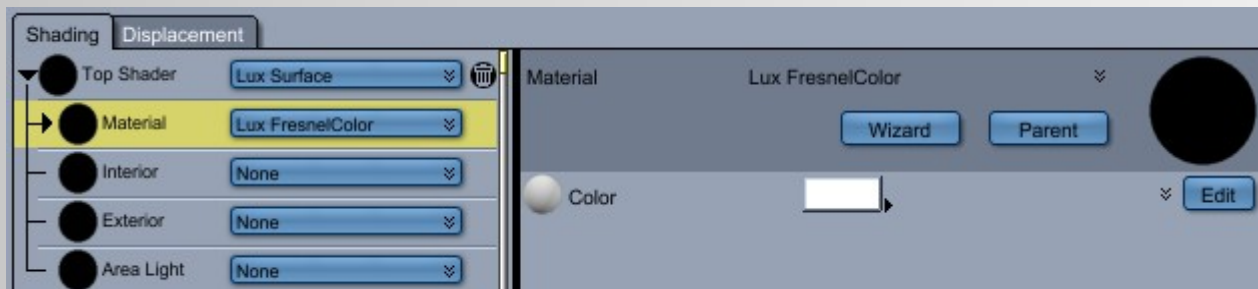 Shading Displacement
Top Shader Lux Surface
Material Lux FresnelColor
Interior None
Exterior None
Area Light None
Material Lux FresnelColor
Wizard Parent
Color Edit